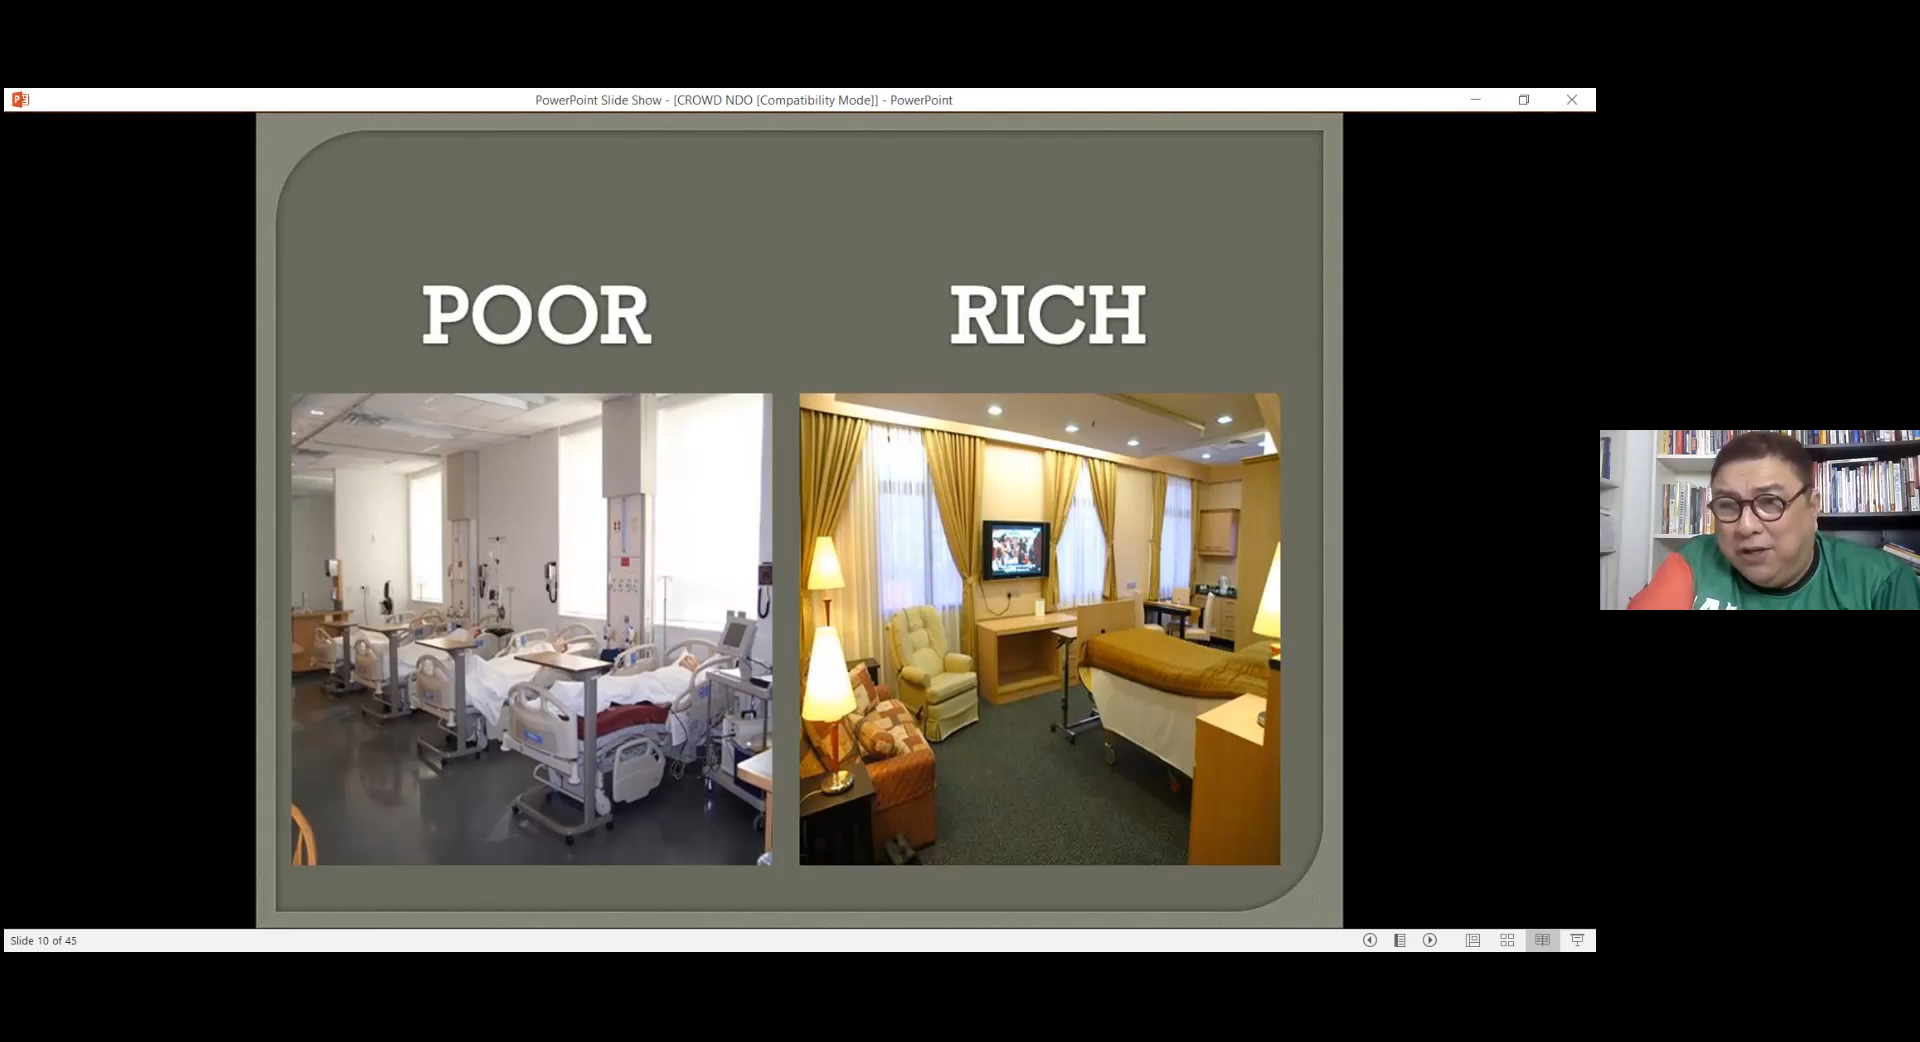 PowerPoint Slide Show - [CROWD NDO [Compatibility Mode]] - PowerPoint
POOR
RICH
Slide 10 of 45